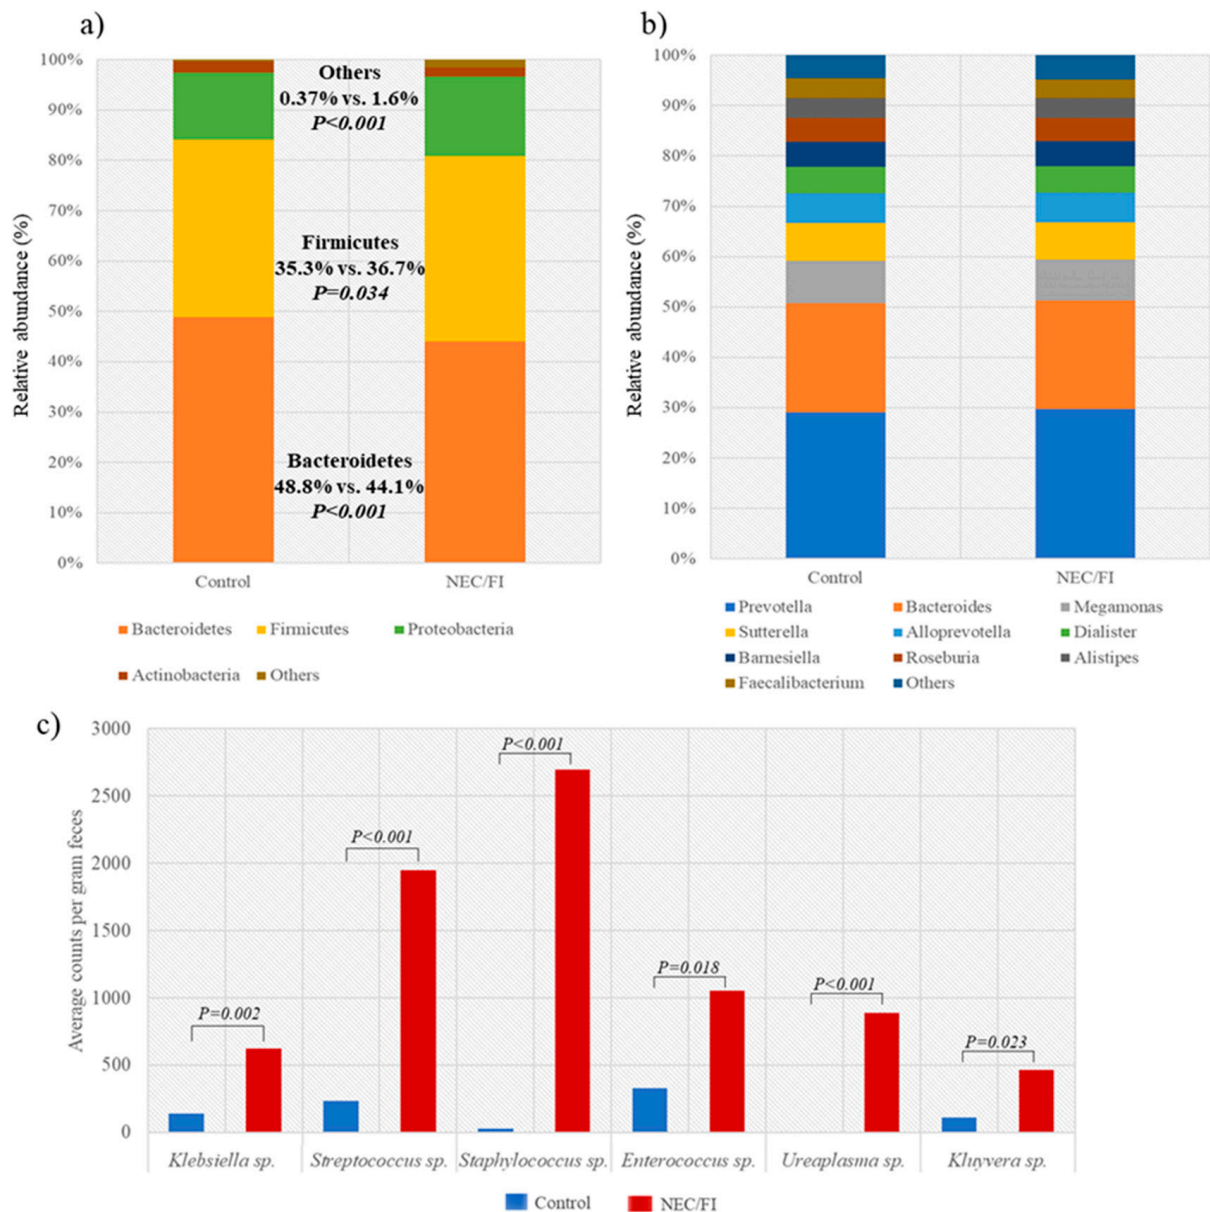 a)
Relative abundance (%)
100%
90%
80%
70%
60%
50%
40%
30%
20%
10%
0%
Others
0.37% vs. 1.6%
P<0.001
Firmicutes
35.3% vs. 36.7%
P=0.034
Bacteroidetes
48.8% vs. 44.1%
P<0.001
Control NEC/FI
Bacteroidetes Firmicutes Proteobacteria
Actinobacteria Others
b)
Relative abundance (%)
100%
90%
80%
70%
60%
50%
40%
30%
20%
10%
0%
Control NEC/FI
Prevotella Bacteroides Megamonas
Sutterella Alloprevotella Dialister
Barnesiella Roseburia Alistipes
Faecalibacterium Others
c)
Average counts per gram feces
3000
2500
2000
1500
1000
500
0
P=0.002
P<0.001
P<0.001
P=0.018
P<0.001
P=0.023
Klebsiella sp. Streptococcus sp. Staphylococcus sp. Enterococcus sp. Ureaplasma sp. Kluyvera sp.
Control NEC/FI